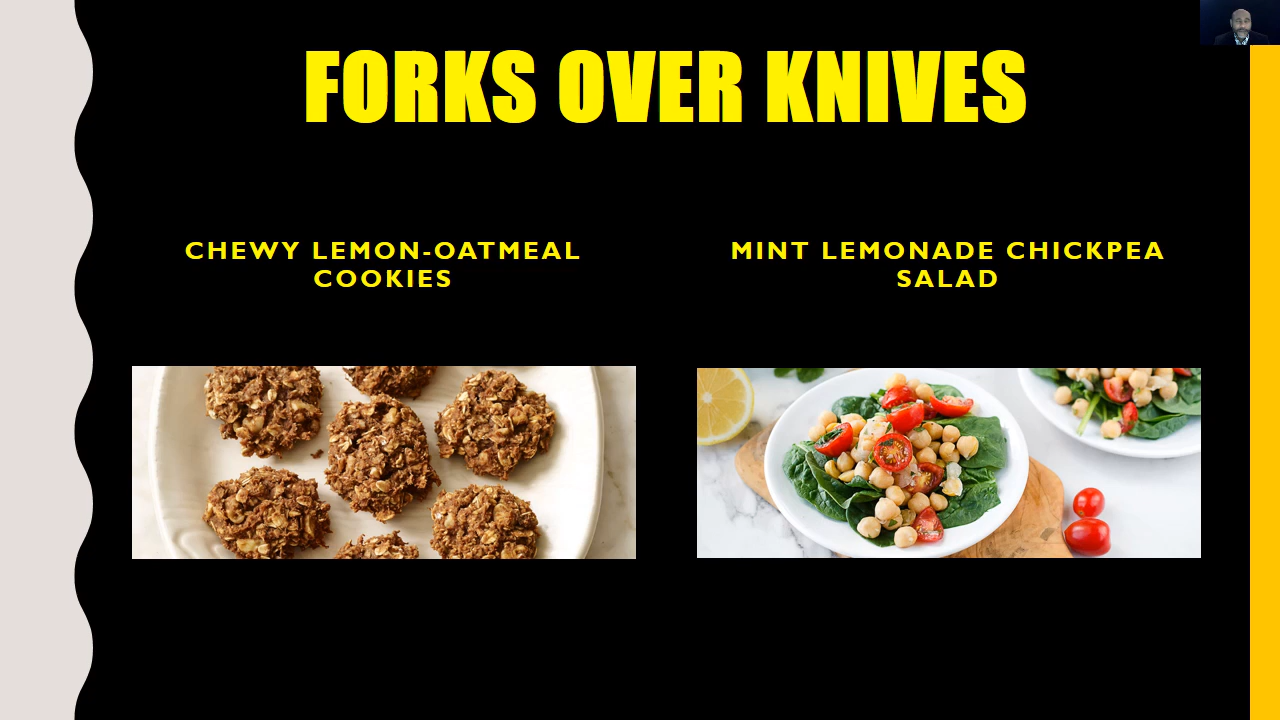 FORKS OVER KNIVES
CHEWY LEMON-OATMEAL
COOKIES
MINT LEMONADE CHICKPEA
SALAD